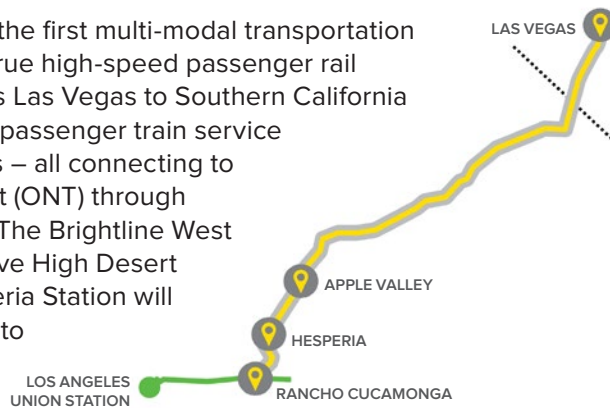 the first multi-modal transportation
rue high-speed passenger rail
s Las Vegas to Southern California
passenger train service
s – all connecting to
t (ONT) through
The Brightline West
ve High Desert
eria Station will
to
LAS VEGAS
APPLE VALLEY
HESPERIA
RANCHO CUCAMONGA
LOS ANGELES
UNION STATION